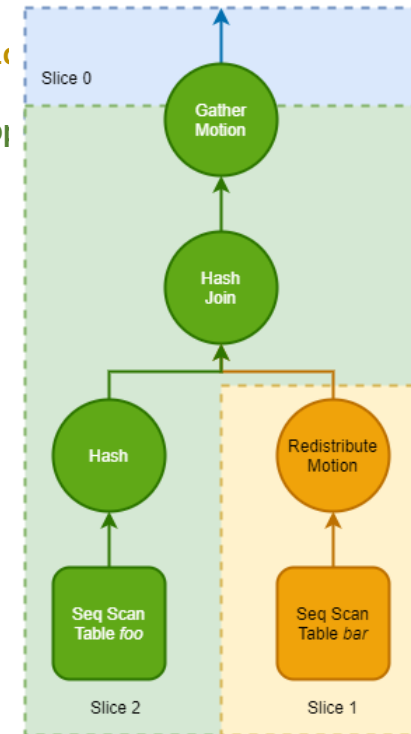 Slice 0
Gather
Motion
Hash
Join
Hash
Redistribute
Motion
Seq Scan
Table foo
Seq Scan
Table bar
Slice 2
Slice 1